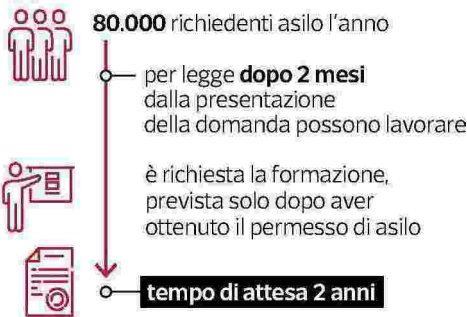 80.000 richiedenti asilo l'anno
per legge dopo 2 mesi
dalla presentazione
della domanda possono lavorare
è richiesta la formazione,
prevista solo dopo aver
ottenuto il permesso di asilo
tempo di attesa 2 anni